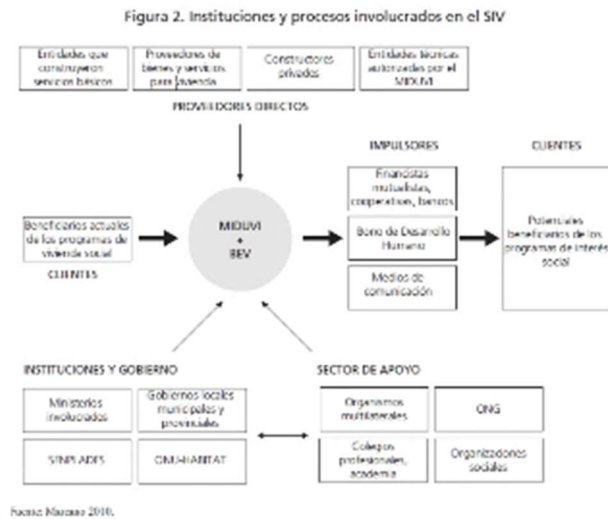 Figura 2. Instituciones y procesos involucrados en el SIV
Entidades que
construyeron
servicios básicos
Proveedores de
bienes y servicios
para vivienda
Constructores
privados
Entidades técnicas
autorizadas por el
MIDUVI
PROVEEDORES DIRECTOS
IMPULSORES
CLIENTES
Beneficiarios actuales
de los programas de
vivienda social
CLIENTES
MIDUVI
+
BEV
Financistas
mutualistas,
cooperativas, bancos
Bono de Desarrollo
Humano
Medios de
comunicación
Potenciales
beneficiarios de los
programas de interés
social
INSTITUCIONES Y GOBIERNO
Ministerios
involucrados
Gobiernos locales
municipales y
provinciales
SENPLADES
ONU-HABITAT
SECTOR DE APOYO
Organismos
multilaterales
ONG
Colegios
profesionales,
academia
Organizaciones
sociales
Fuente: 2010.